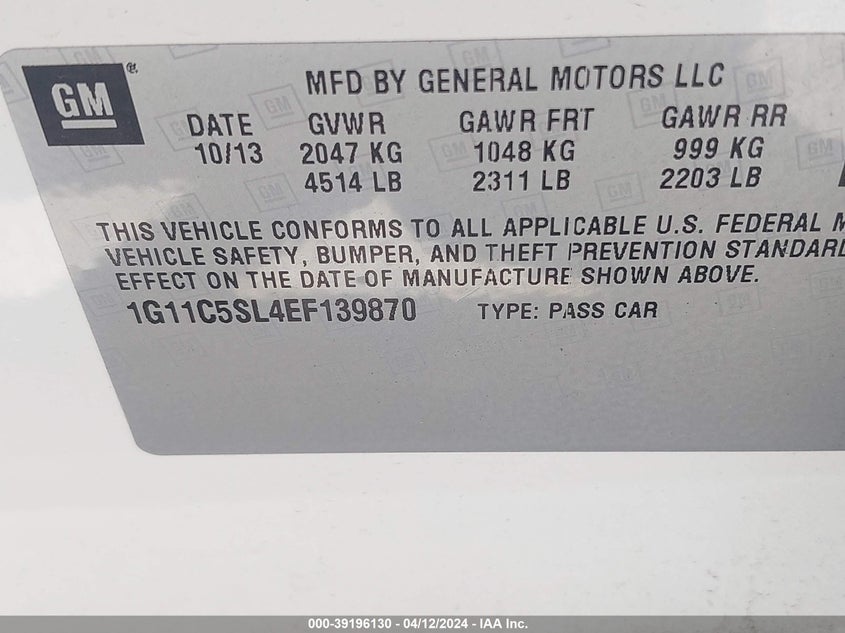 GM®
MFD BY GENERAL MOTORS LLC
DATE GVWR GAWR FRT GAWR RR
10/13 2047 KG 1048 KG 999 KG
4514 LB 2311 LB 2203 LB
THIS VEHICLE CONFORMS TO ALL APPLICABLE U.S. FEDERAL M
VEHICLE SAFETY, BUMPER, AND THEFT PREVENTION STANDARD
EFFECT ON THE DATE OF MANUFACTURE SHOWN ABOVE.
1G11C5SL4EF139870 TYPE: PASS CAR
000-39196130 - 04/12/2024 - IAA Inc.